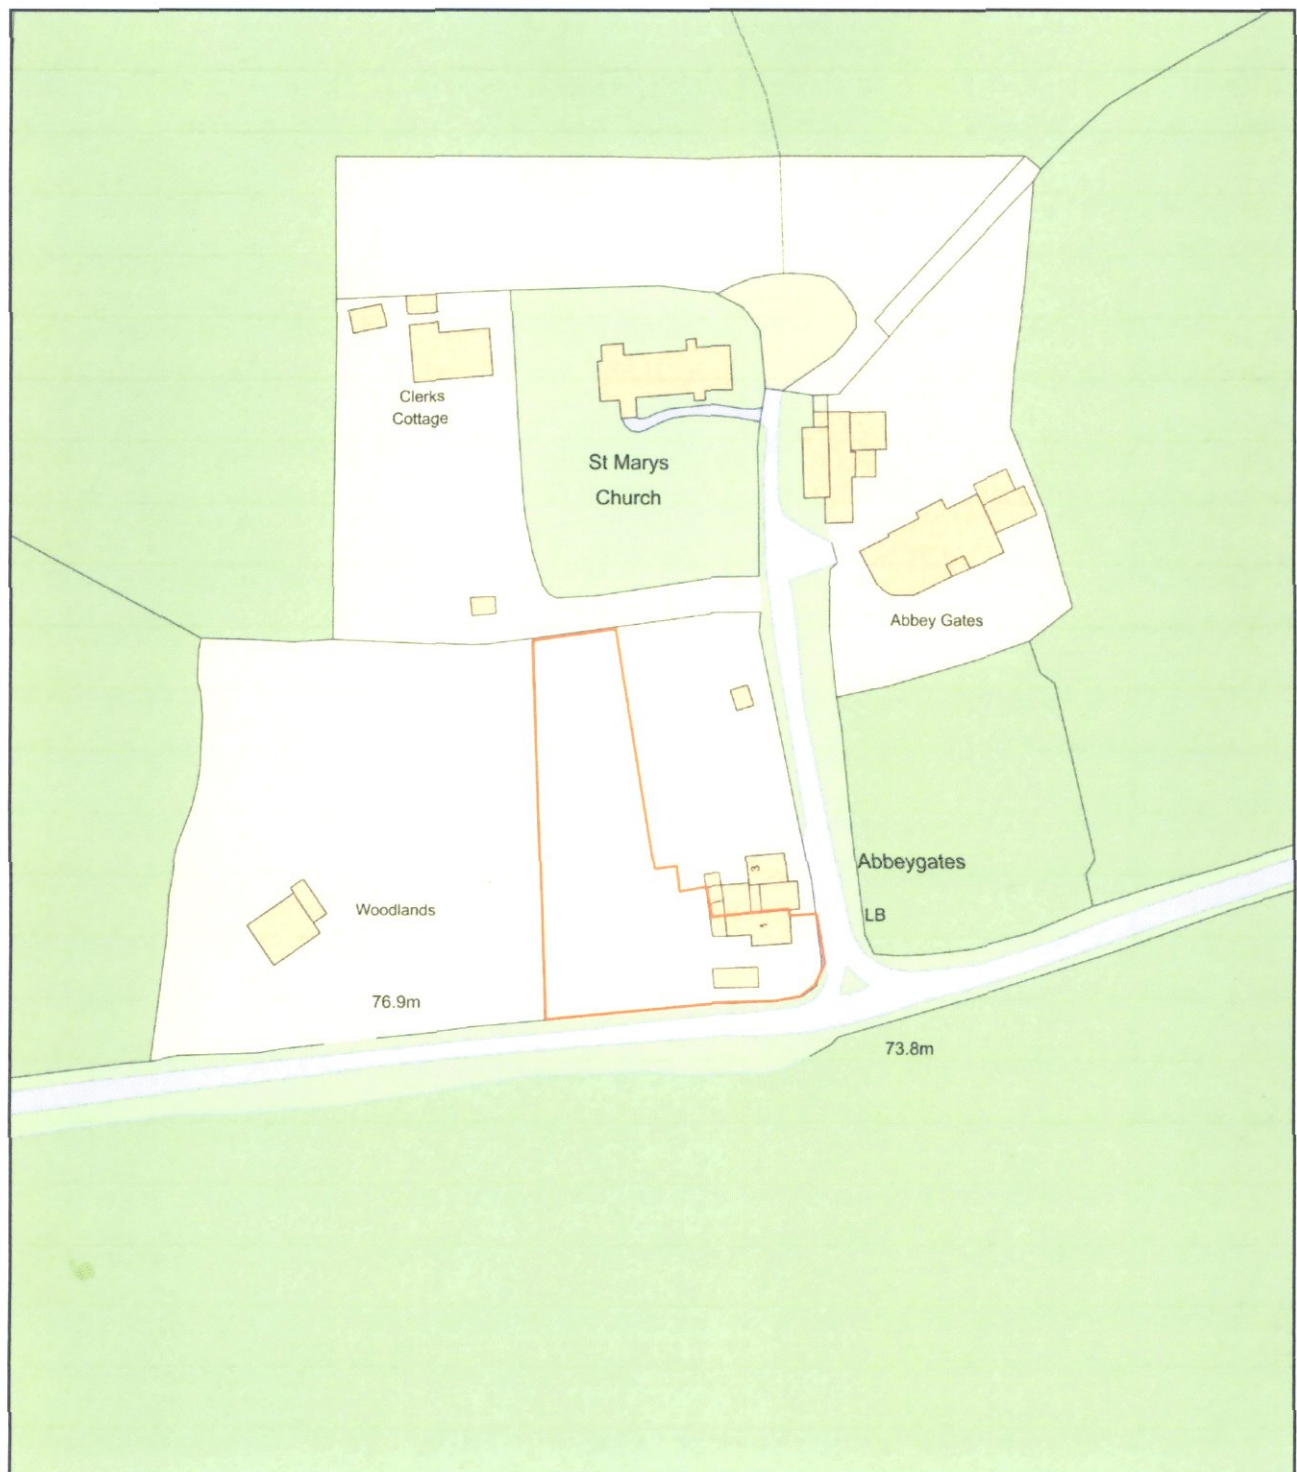 Clerks
Cottage
St Marys
Church
Abbey Gates
3
Abbeygates
Woodlands
LB
1
76.9m
73.8m